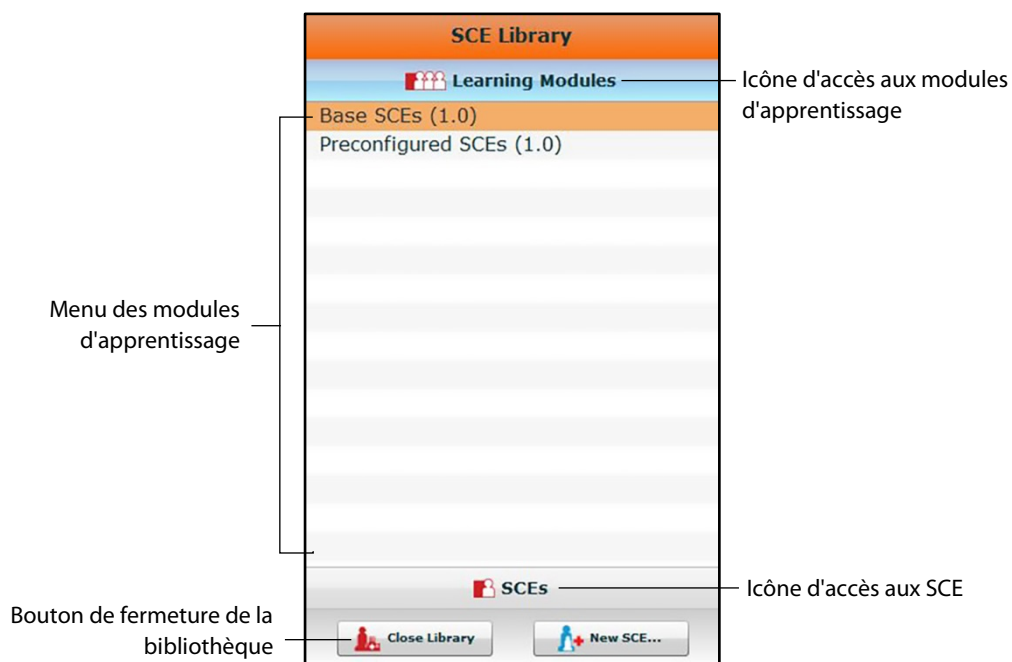 SCE Library
Learning Modules
Icône d'accès aux modules
d'apprentissage
Base SCEs (1.0)
Preconfigured SCEs (1.0)
Menu des modules
d'apprentissage
SCEs
Icône d'accès aux SCE
Bouton de fermeture de la
bibliothèque
Close Library
New SCE...